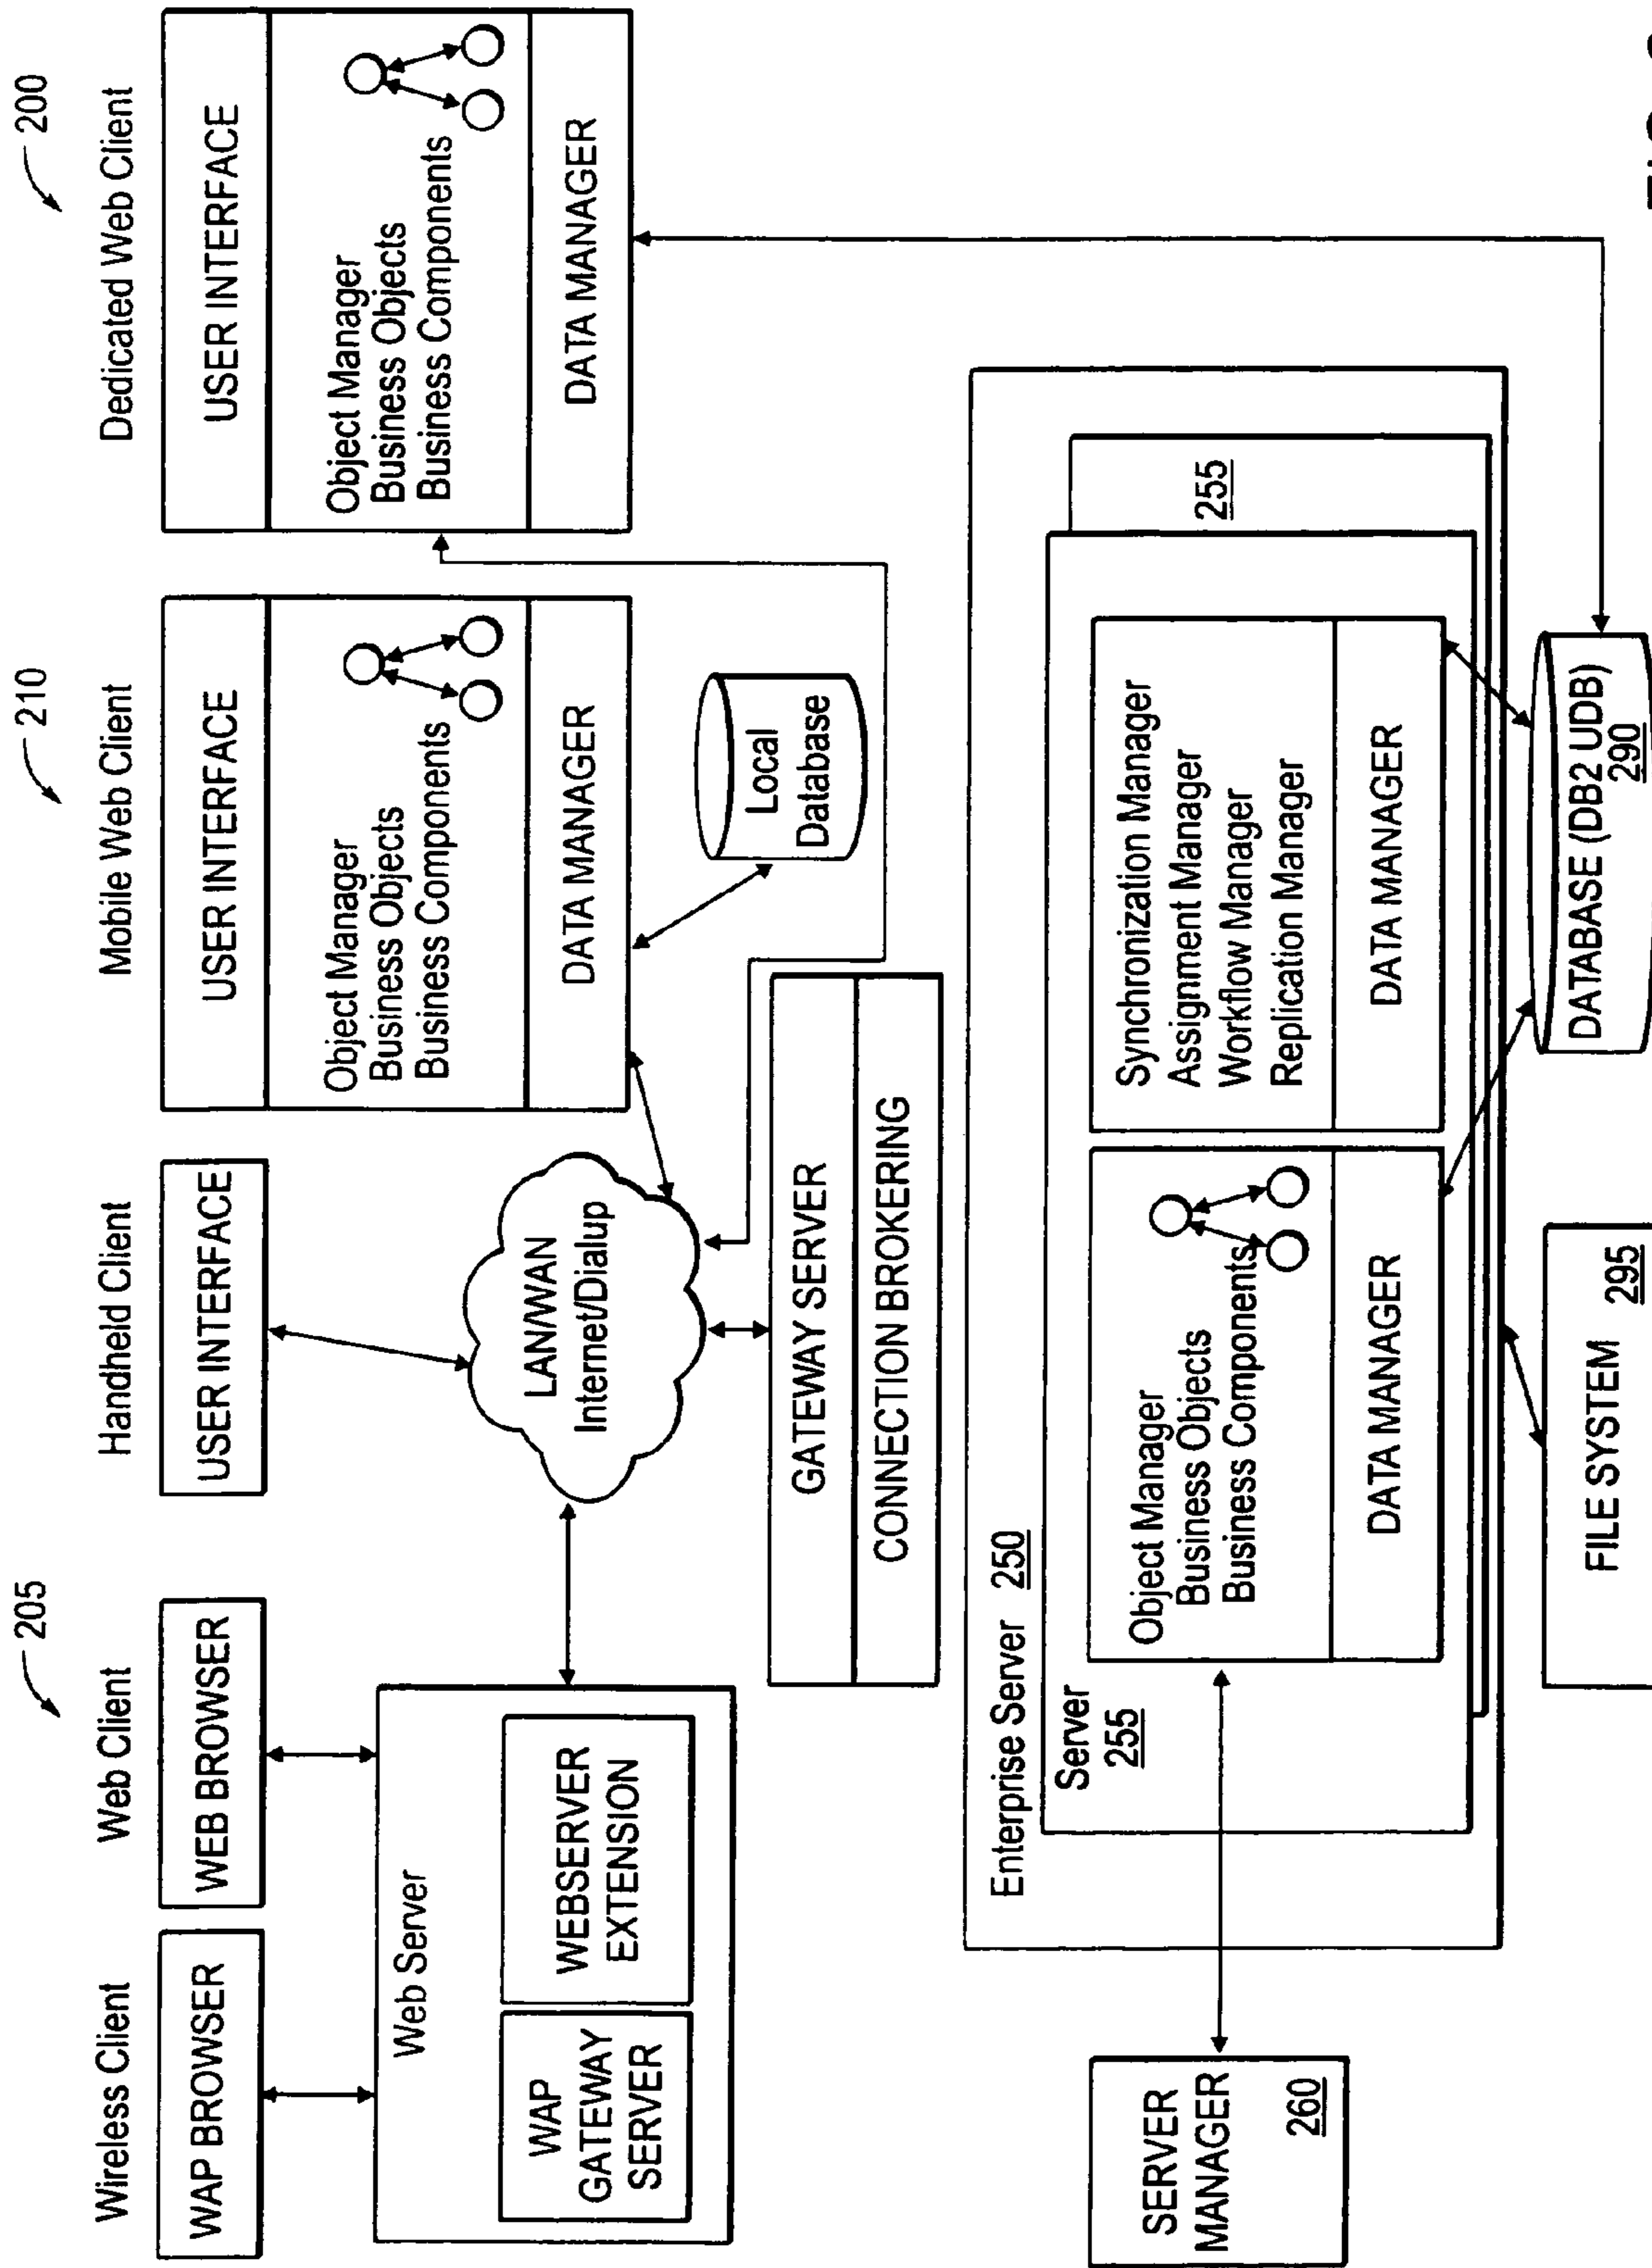 200
205
210
Wireless Client
Web Client
Handheld Client
Mobile Web Client
Dedicated Web Client
WAP BROWSER
WEB BROWSER
USER INTERFACE
USER INTERFACE
Object Manager
Business Objects
Business Components
DATA MANAGER
USER INTERFACE
Object Manager
Business Objects
Business Components
DATA MANAGER
Web Server
WAP
GATEWAY
SERVER
WEBSERVER
EXTENSION
LAN/WAN
Internet/Dialup
Local
Database
GATEWAY SERVER
CONNECTION BROKERING
Enterprise Server 250
Server
255
255
Object Manager
Business Objects
Business Components
DATA MANAGER
Synchronization Manager
Assignment Manager
Workflow Manager
Replication Manager
DATA MANAGER
SERVER
MANAGER
260
FILE SYSTEM
295
DATABASE (DB2 UDB)
290